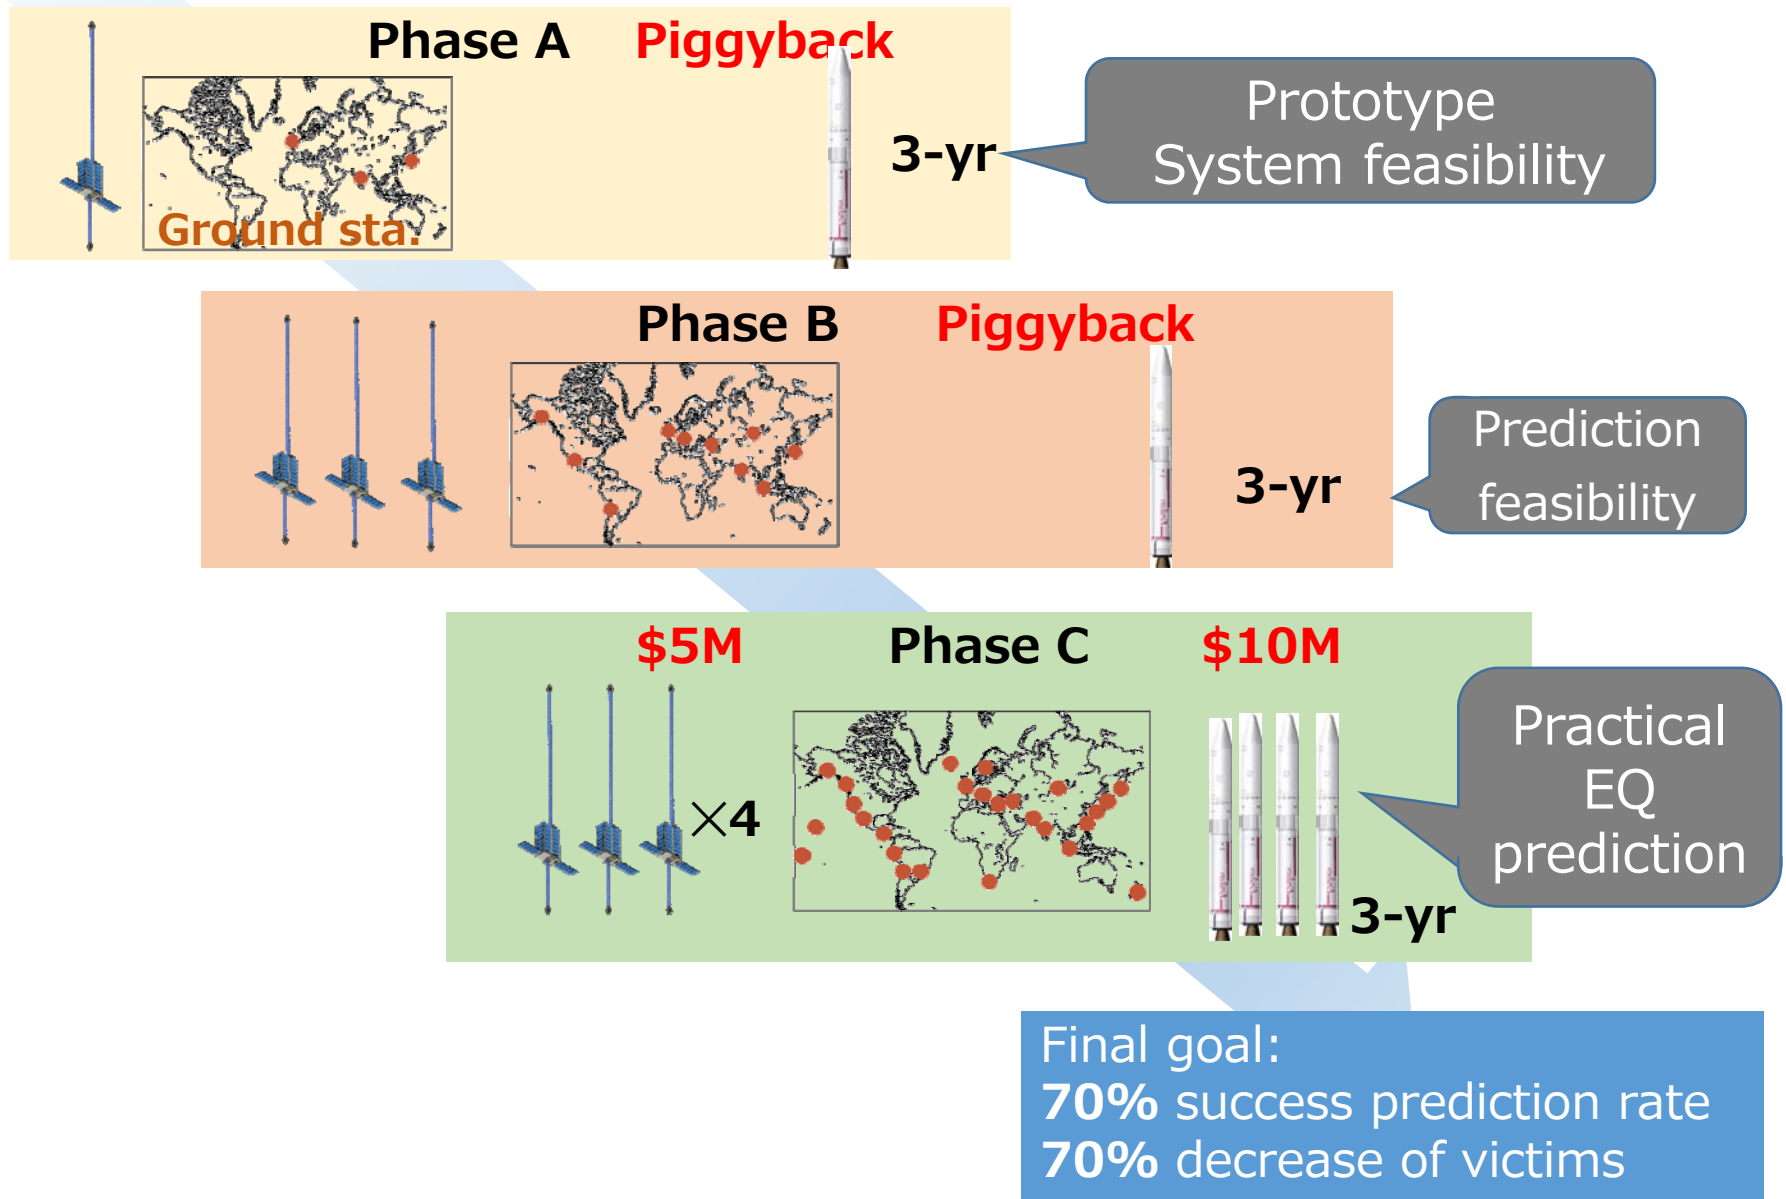 Phase A Piggyback
Prototype
System feasibility
3-yr
Ground sta.
Phase B Piggyback
Prediction
feasibility
3-yr
$5M Phase C $10M
Practical
EQ
prediction
×4
3-yr
Final goal:
70% success prediction rate
70% decrease of victims